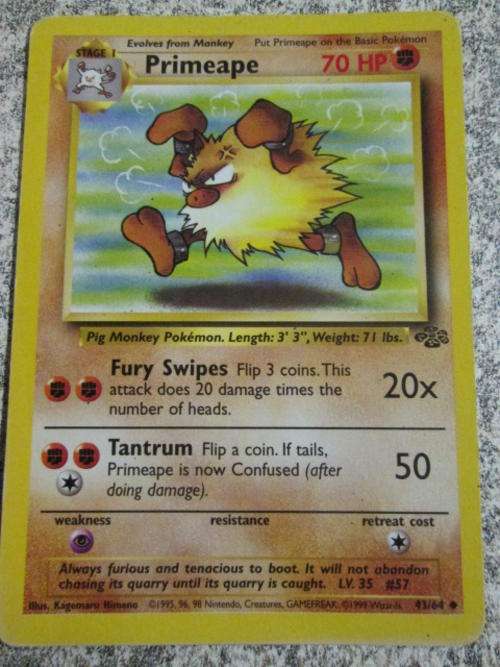 Evolves from Mankey Put Primeape on the Basic Pokémon
STAGE 1
Primeape 70 HP
Pig Monkey Pokémon. Length: 3' 3", Weight: 71 lbs.
Fury Swipes Flip 3 coins. This
attack does 20 damage times the
number of heads.
20x
Tantrum Flip a coin. If tails,
Primeape is now Confused (after
doing damage).
50
weakness resistance retreat cost
Always furious and tenacious to boot. It will not abandon
chasing its quarry until its quarry is caught. LV. 35 #57
Illus. Kagemaru Himeno ©1995, 96, 98 Nintendo, Creatures, GAMEFREAK. ©1999 Wizards. 43/64